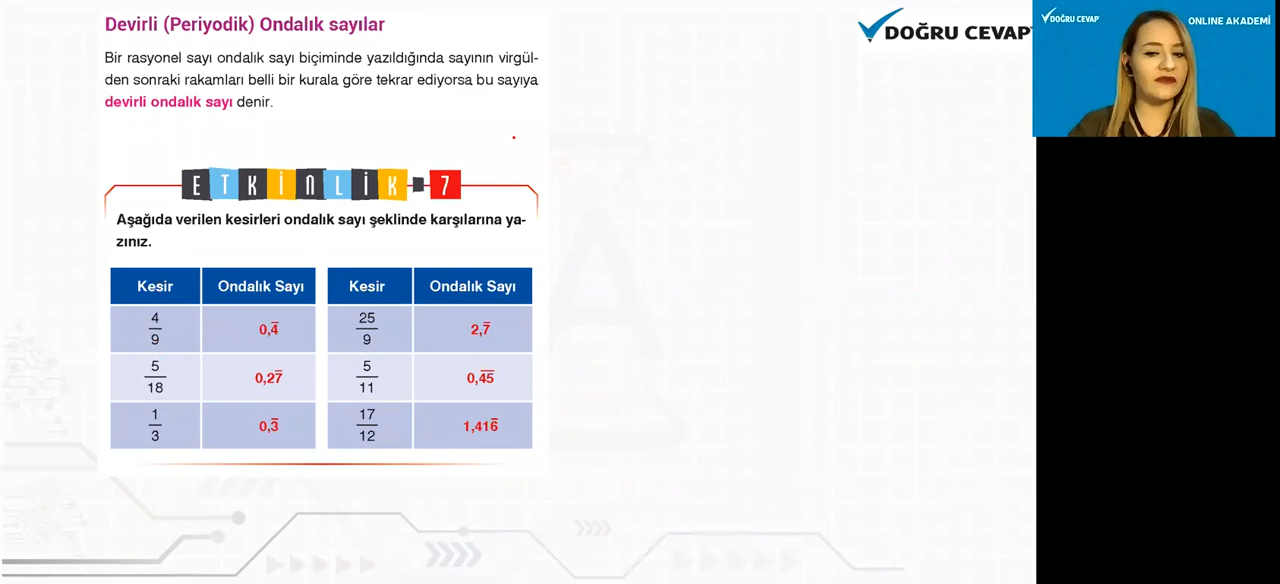 Devirli (Periyodik) Ondalık sayılar
Bir rasyonel sayı ondalık sayı biçiminde yazıldığında sayının virgül-
den sonraki rakamları belli bir kurala göre tekrar ediyorsa bu sayıya
devirli ondalık sayı denir.
ETKİNLİK - 7
Aşağıda verilen kesirleri ondalık sayı şeklinde karşılarına ya-
zınız.
Kesir Ondalık Sayı Kesir Ondalık Sayı
4/9 0,4̅ 25/9 2,7̅
5/18 0,27̅ 5/11 0,4̅5̅
1/3 0,3̅ 17/12 1,416̅
DOĞRU CEVAP
DOĞRU CEVAP ONLINE AKADEMİ